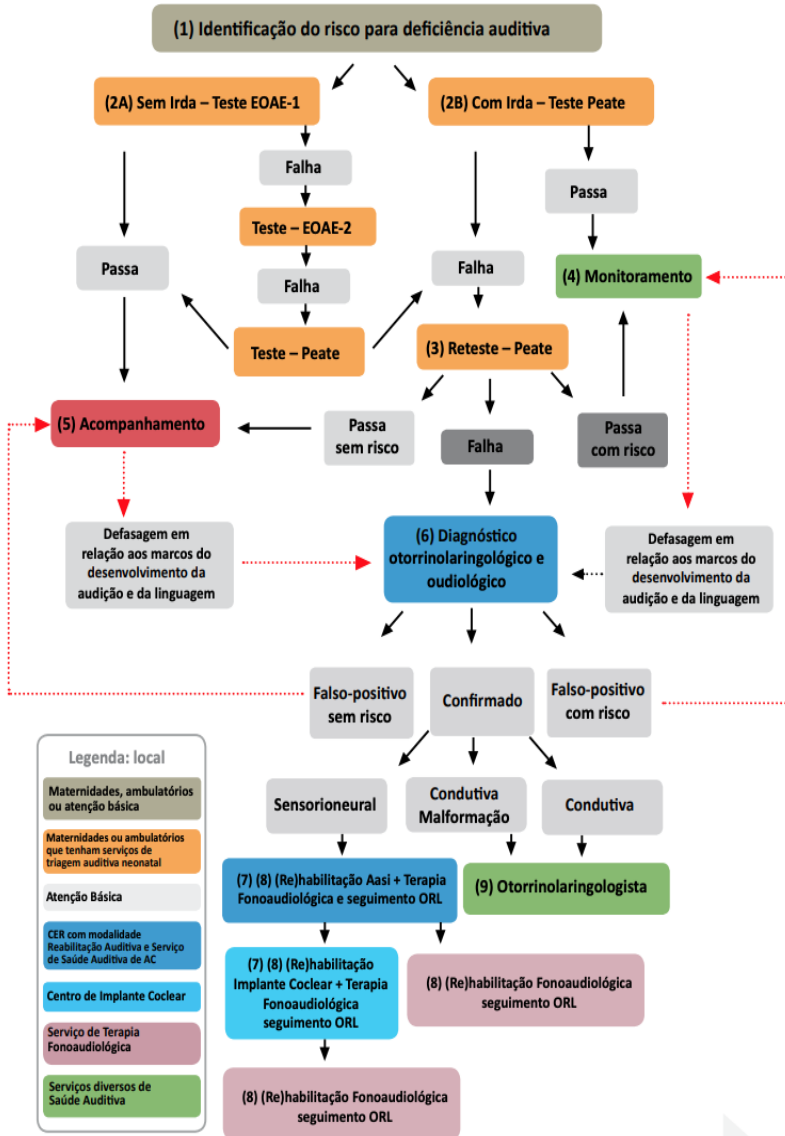 (1) Identificação do risco para deficiência auditiva
(2A) Sem Irda – Teste EOAE-1
(2B) Com Irda – Teste Peate
Falha
Passa
Teste – EOAE-2
Passa
Falha
Falha
(4) Monitoramento
Teste – Peate
(3) Reteste – Peate
(5) Acompanhamento
Passa
sem risco
Falha
Passa
com risco
Defasagem em
relação aos marcos do
desenvolvimento da
audição e da linguagem
(6) Diagnóstico
otorrinolaringológico e
oudiológico
Defasagem em
relação aos marcos do
desenvolvimento da
audição e da linguagem
Falso-positivo
sem risco
Confirmado
Falso-positivo
com risco
Sensorioneural
Condutiva
Malformação
Condutiva
(7) (8) (Re)habilitação Aasi + Terapia
Fonoaudiológica e seguimento ORL
(9) Otorrinolaringologista
(7) (8) (Re)habilitação
Implante Coclear + Terapia
Fonoaudiológica
seguimento ORL
(8) (Re)habilitação Fonoaudiológica
seguimento ORL
(8) (Re)habilitação Fonoaudiológica
seguimento ORL
Legenda: local
Maternidades, ambulatórios
ou atenção básica
Maternidades ou ambulatórios
que tenham serviços de
triagem auditiva neonatal
Atenção Básica
CER com modalidade
Reabilitação Auditiva e Serviço
de Saúde Auditiva de AC
Centro de Implante Coclear
Serviço de Terapia
Fonoaudiológica
Serviços diversos de
Saúde Auditiva